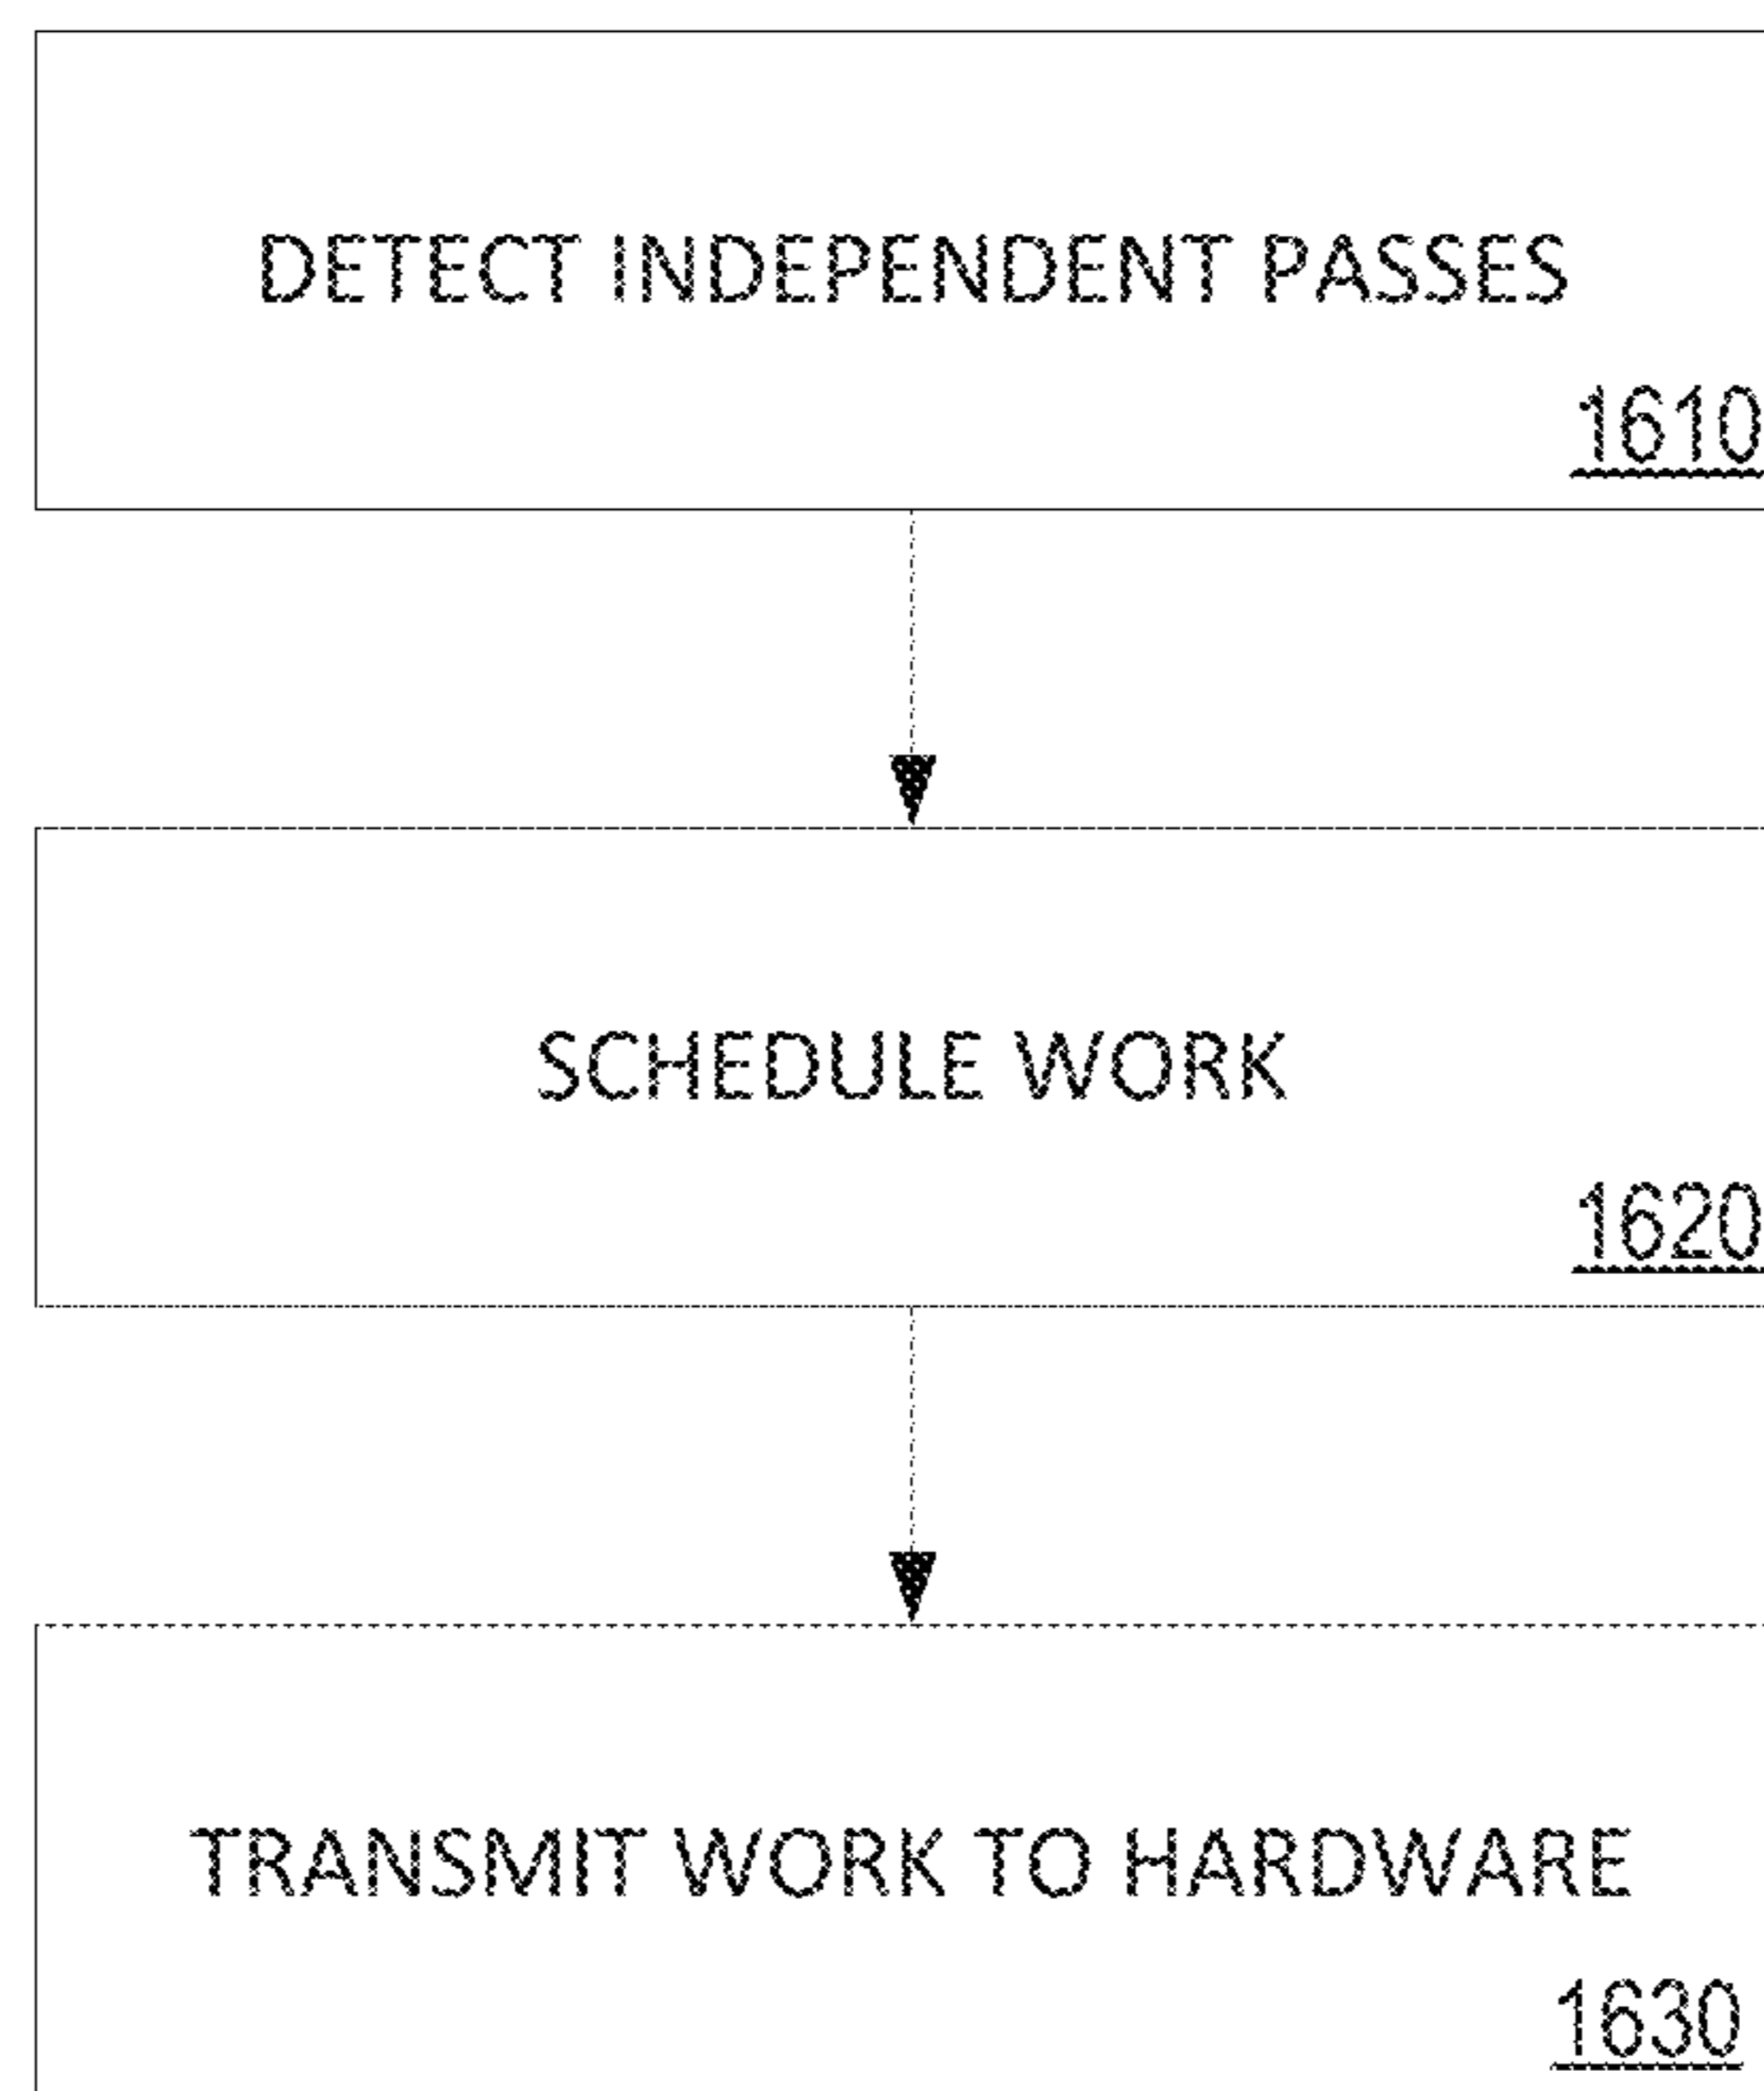 DETECT INDEPENDENT PASSES
1610
SCHEDULE WORK
1620
TRANSMIT WORK TO HARDWARE
1630